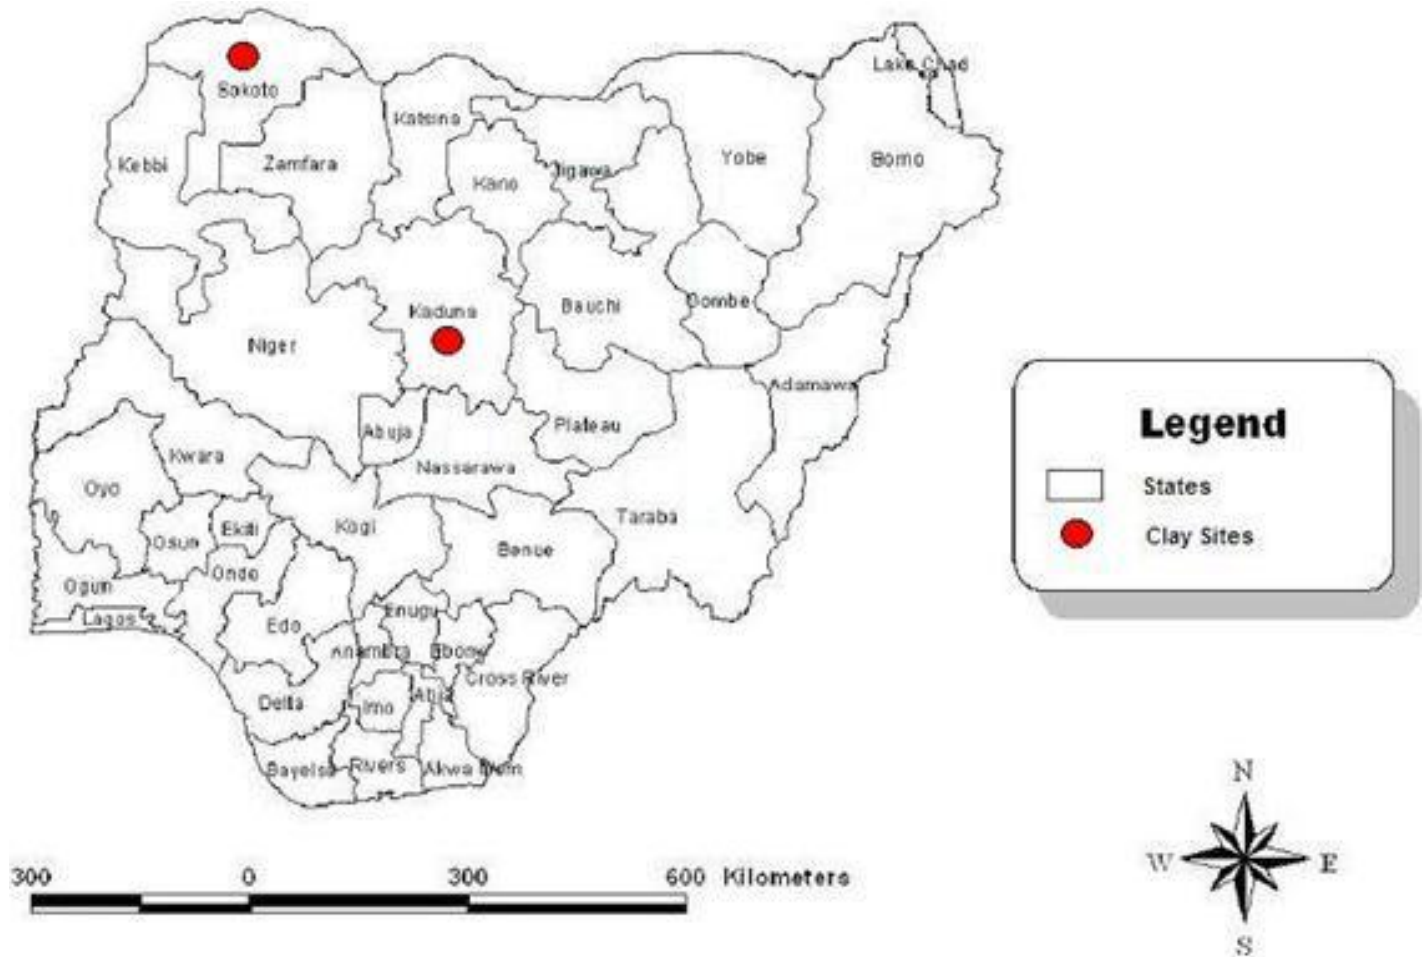 Lake Chad
Sokoto
Katsina
Kebbi
Zamfara
Kano
Jigawa
Yobe
Borno
Kaduna
Bauchi
Gombe
Niger
Adamawa
Abuja
Plateau
Kwara
Nassarawa
Oyo
Kogi
Taraba
Osun
Ekiti
Benue
Ondo
Ogun
Lagos
Edo
Enugu
Anambra
Ebony
Cross River
Delta
Imo
Abia
Bayelsa
Rivers
Akwa Ibom
Legend
States
Clay Sites
N
W
E
S
300 0 300 600 Kilometers